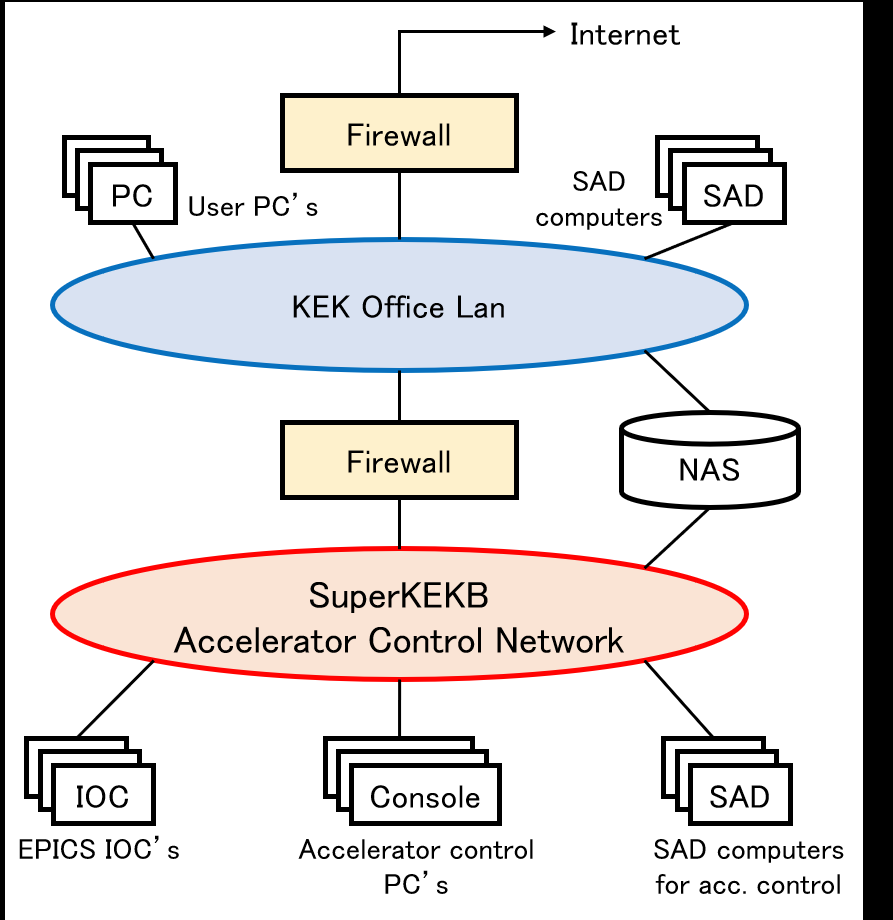 Internet
Firewall
PC
User PC’s
SAD
computers
SAD
KEK Office Lan
Firewall
NAS
SuperKEKB
Accelerator Control Network
IOC
EPICS IOC’s
Console
Accelerator control
PC’s
SAD
SAD computers
for acc. control